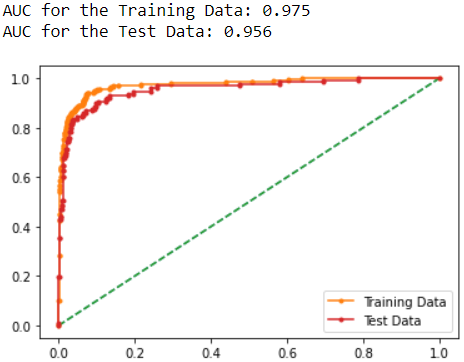 AUC for the Training Data: 0.975
AUC for the Test Data: 0.956
1.0
0.8
0.6
0.4
0.2
0.0
Training Data
Test Data
0.0 0.2 0.4 0.6 0.8 1.0